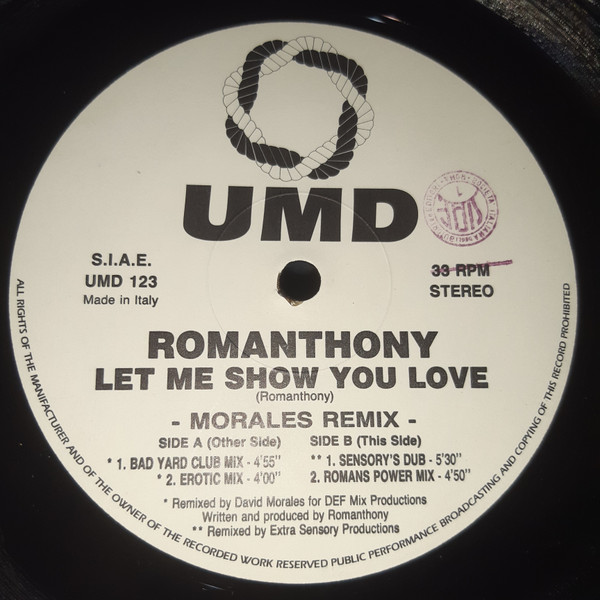 UMD
S.I.A.E.
UMD 123
Made in Italy
33 RPM
STEREO
ROMANTHONY
LET ME SHOW YOU LOVE
(Romanthony)
- MORALES REMIX -
SIDE A (Other Side)
* 1. BAD YARD CLUB MIX - 4'55"
* 2. EROTIC MIX - 4'00"
SIDE B (This Side)
** 1. SENSORY'S DUB - 5'30"
2. ROMANS POWER MIX - 4'50"
* Remixed by David Morales for DEF Mix Productions
Written and produced by Romanthony
** Remixed by Extra Sensory Productions
ALL RIGHTS OF THE MANIFACTURER AND OF THE OWNER OF THE RECORDED WORK RESERVED PUBLIC PERFORMANCE BROADCASTING AND COPYING OF THIS RECORD PROHIBITED